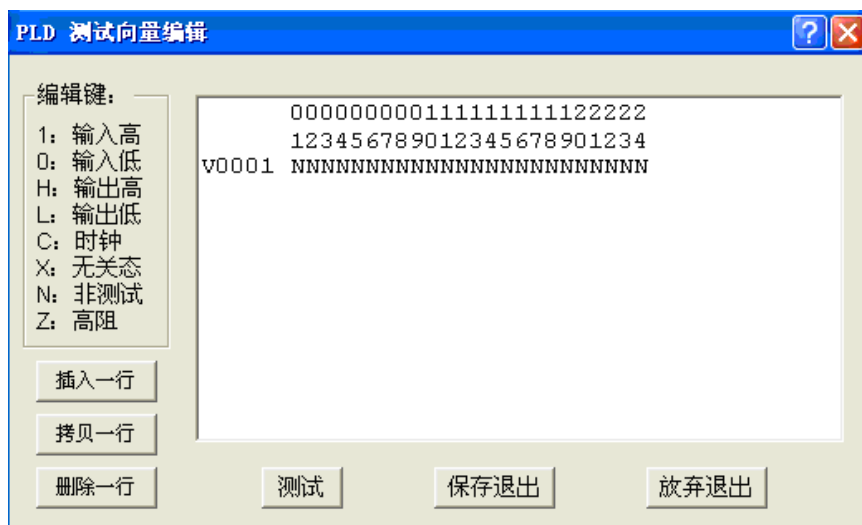 PLD 测试向量编辑
编辑键:
1: 输入高
0: 输入低
H: 输出高
L: 输出低
C: 时钟
X: 无关态
N: 非测试
Z: 高阻
000000000111111111122222
123456789012345678901234
V0001 NNNNNNNNNNNNNNNNNNNNNNNN
插入一行
拷贝一行
删除一行
测试
保存退出
放弃退出